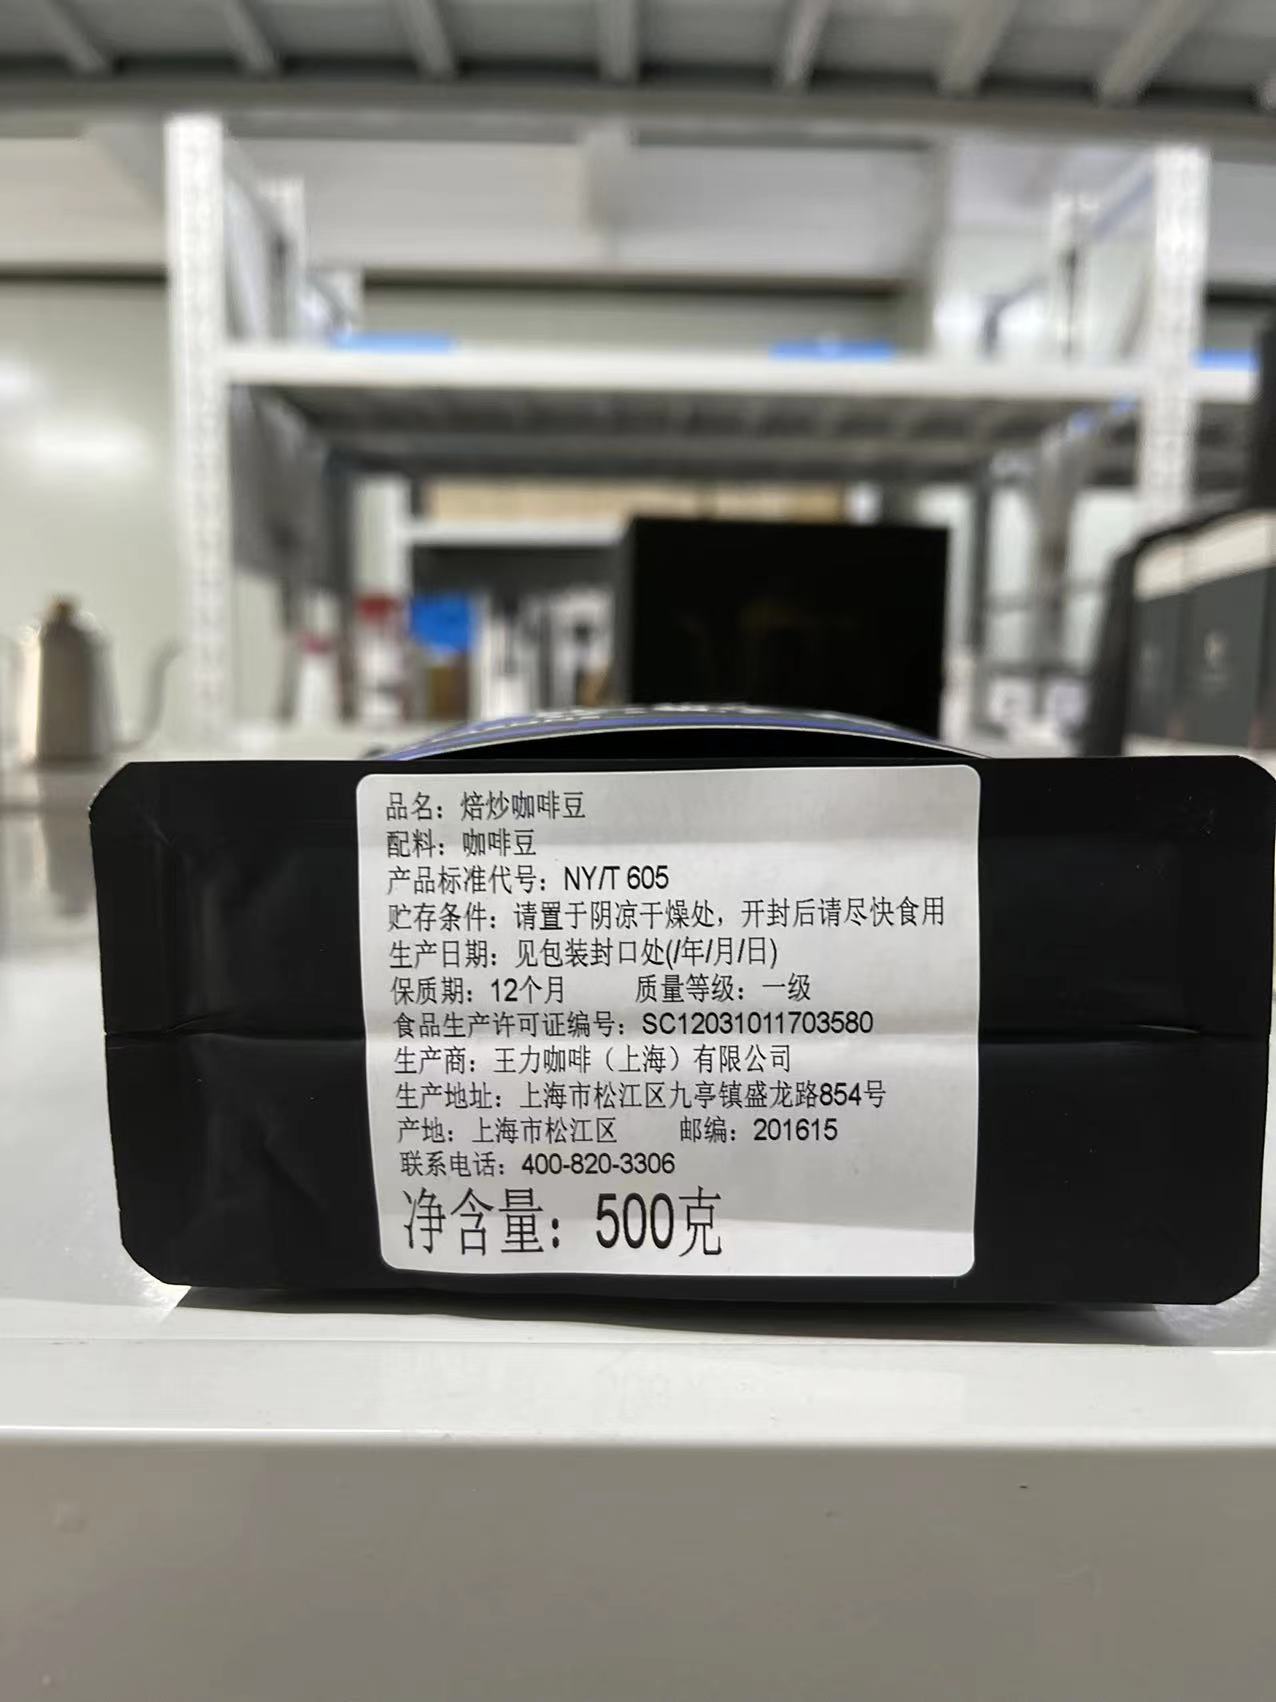 品名：焙炒咖啡豆
配料：咖啡豆
产品标准代号：NY/T 605
贮存条件：请置于阴凉干燥处，开封后请尽快食用
生产日期：见包装封口处(/年/月/日)
保质期：12个月 质量等级：一级
食品生产许可证编号：SC12031011703580
生产商：王力咖啡（上海）有限公司
生产地址：上海市松江区九亭镇盛龙路854号
产地：上海市松江区 邮编：201615
联系电话：400-820-3306
净含量：500克